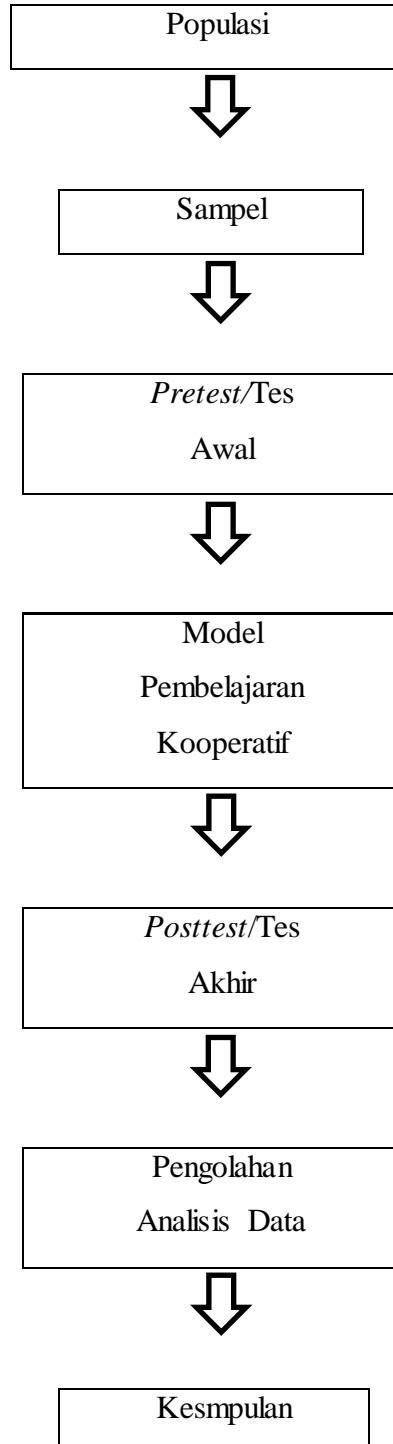 Populasi
Sampel
Pretest/Tes
Awal
Model
Pembelajaran
Kooperatif
Posttest/Tes
Akhir
Pengolahan
Analisis Data
Kesmpulan